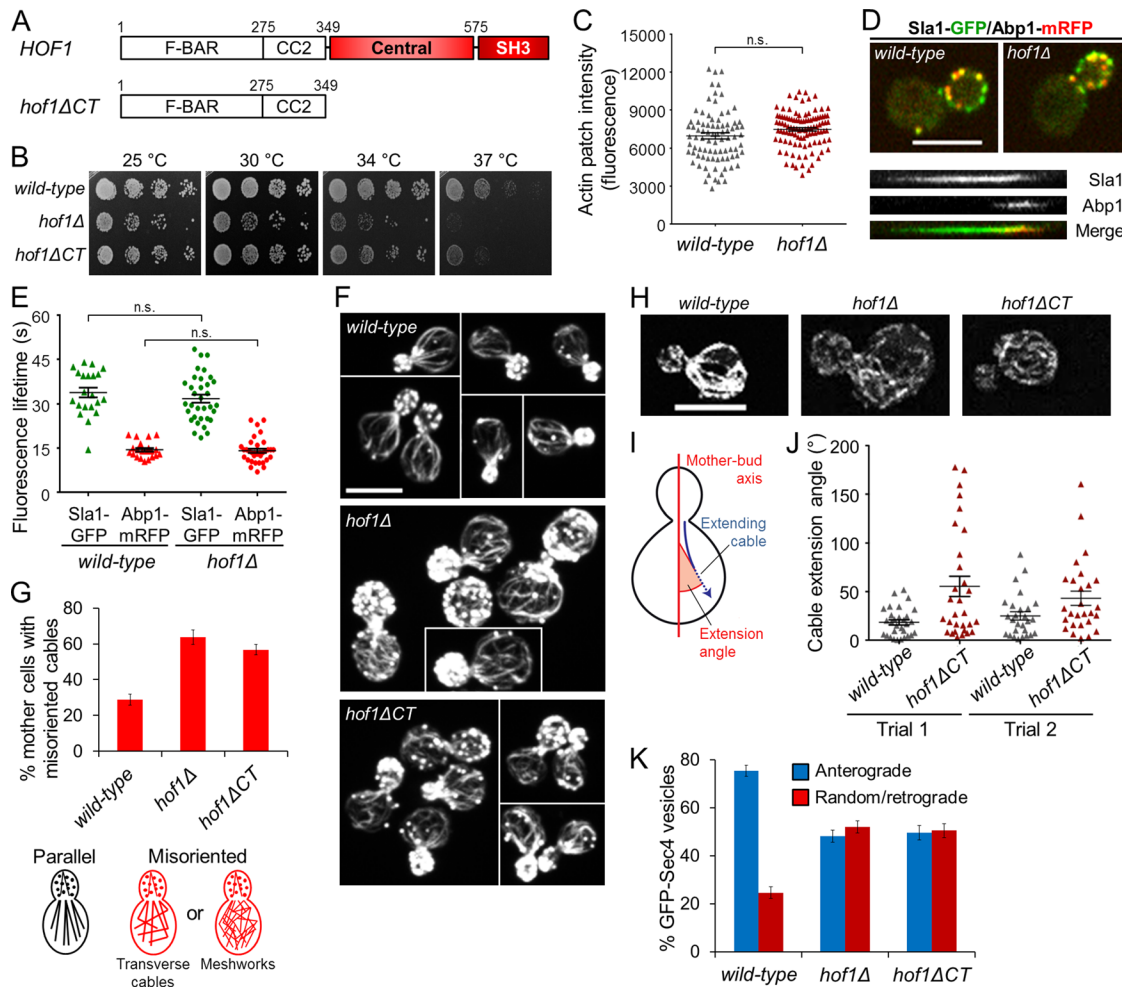 A
1 275 349 575
HOF1 F-BAR CC2 Central SH3
1 275 349
hof1ΔCT F-BAR CC2
B
25 °C 30 °C 34 °C 37 °C
wild-type
hof1Δ
hof1ΔCT
C
Actin patch intensity
(fluorescence)
15000
12000
9000
6000
3000
0
n.s.
wild-type hof1Δ
D
Sla1-GFP/Abp1-mRFP
wild-type hof1Δ
Sla1
Abp1
Merge
E
Fluorescence lifetime (s)
60
45
30
15
0
n.s.
n.s.
Sla1-GFP Abp1-mRFP Sla1-GFP Abp1-mRFP
wild-type hof1Δ
F
wild-type
hof1Δ
hof1ΔCT
G
% mother cells with
misoriented cables
80
60
40
20
0
wild-type hof1Δ hof1ΔCT
Parallel Misoriented
or
Transverse cables Meshworks
H
wild-type hof1Δ hof1ΔCT
I
Mother-bud
axis
Extending
cable
Extension
angle
J
Cable extension angle (°)
200
150
100
50
0
wild-type hof1ΔCT wild-type hof1ΔCT
Trial 1 Trial 2
K
% GFP-Sec4 vesicles
80
60
40
20
0
Anterograde
Random/retrograde
wild-type hof1Δ hof1ΔCT